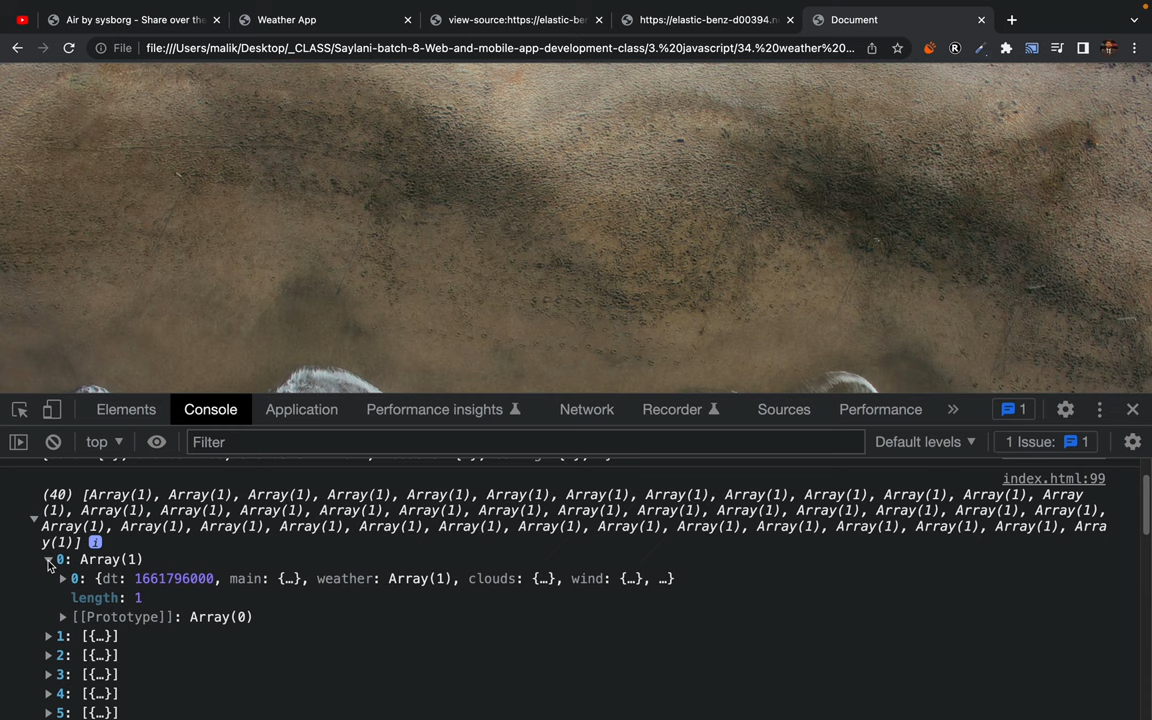 Air by sysborg - Share over the
Weather App
view-source:https://elastic-be
https://elastic-benz-d00394.n
Document
File
file:///Users/malik/Desktop/_CLASS/Saylani-batch-8-Web-and-mobile-app-development-class/3.%20javascript/34.%20weather%20...
Elements
Console
Application
Performance insights
Network
Recorder
Sources
Performance
1
top
Filter
Default levels
1 Issue:
1
index.html:99
(40) [Array(1), Array(1), Array(1), Array(1), Array(1), Array(1), Array(1), Array(1), Array(1), Array(1), Array(1), Array(1), Array
(1), Array(1), Array(1), Array(1), Array(1), Array(1), Array(1), Array(1), Array(1), Array(1), Array(1), Array(1), Array(1), Array(1),
Array(1), Array(1), Array(1), Array(1), Array(1), Array(1), Array(1), Array(1), Array(1), Array(1), Array(1), Array(1), Array(1), Arra
y(1)] i
0: Array(1)
0: {dt: 1661796000, main: {…}, weather: Array(1), clouds: {…}, wind: {…}, …}
length: 1
[[Prototype]]: Array(0)
1: [{…}]
2: [{…}]
3: [{…}]
4: [{…}]
5: [{…}]